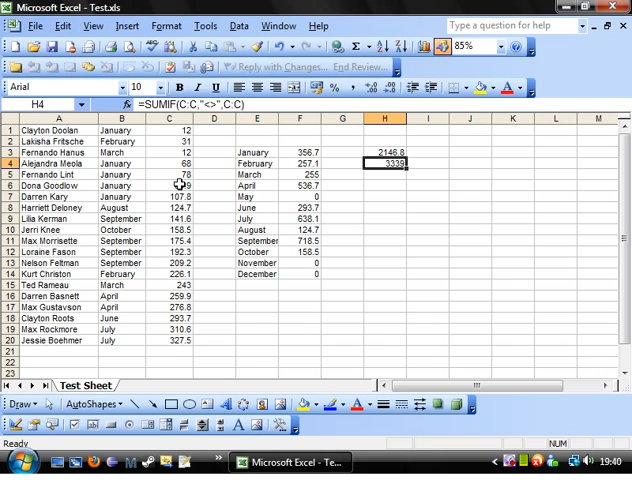 Microsoft Excel - Test.xls
File Edit View Insert Format Tools Data Window Help
Type a question for help
Σ 85%
Reply with Changes... End Review...
Arial 10 B I U
H4 fx =SUMIF(C:C,"<>",C:C)
A B C D E F G H I J K L M
1 Clayton Doolan January 12
2 Lakisha Fritsche February 31
3 Fernando Hanus March 12 January 356.7 2146.8
4 Alejandra Meola January 68 February 257.1 3339
5 Fernando Lint January 78 March 255
6 Dona Goodlow January April 536.7
7 Darren Kary January 107.8 May 0
8 Harriett Deloney August 124.7 June 293.7
9 Lilia Kerman September 141.6 July 638.1
10 Jerri Knee October 158.5 August 124.7
11 Max Morrisette September 175.4 September 718.5
12 Loraine Fason September 192.3 October 158.5
13 Nelson Feltman September 209.2 November 0
14 Kurt Christon February 226.1 December 0
15 Ted Rameau March 243
16 Darren Basnett April 259.9
17 Max Gustavson April 276.8
18 Clayton Roots June 293.7
19 Max Rockmore July 310.6
20 Jessie Boehmer July 327.5
21
22
23
Test Sheet
Draw AutoShapes
Ready NUM
Microsoft Excel - Te... 19:40